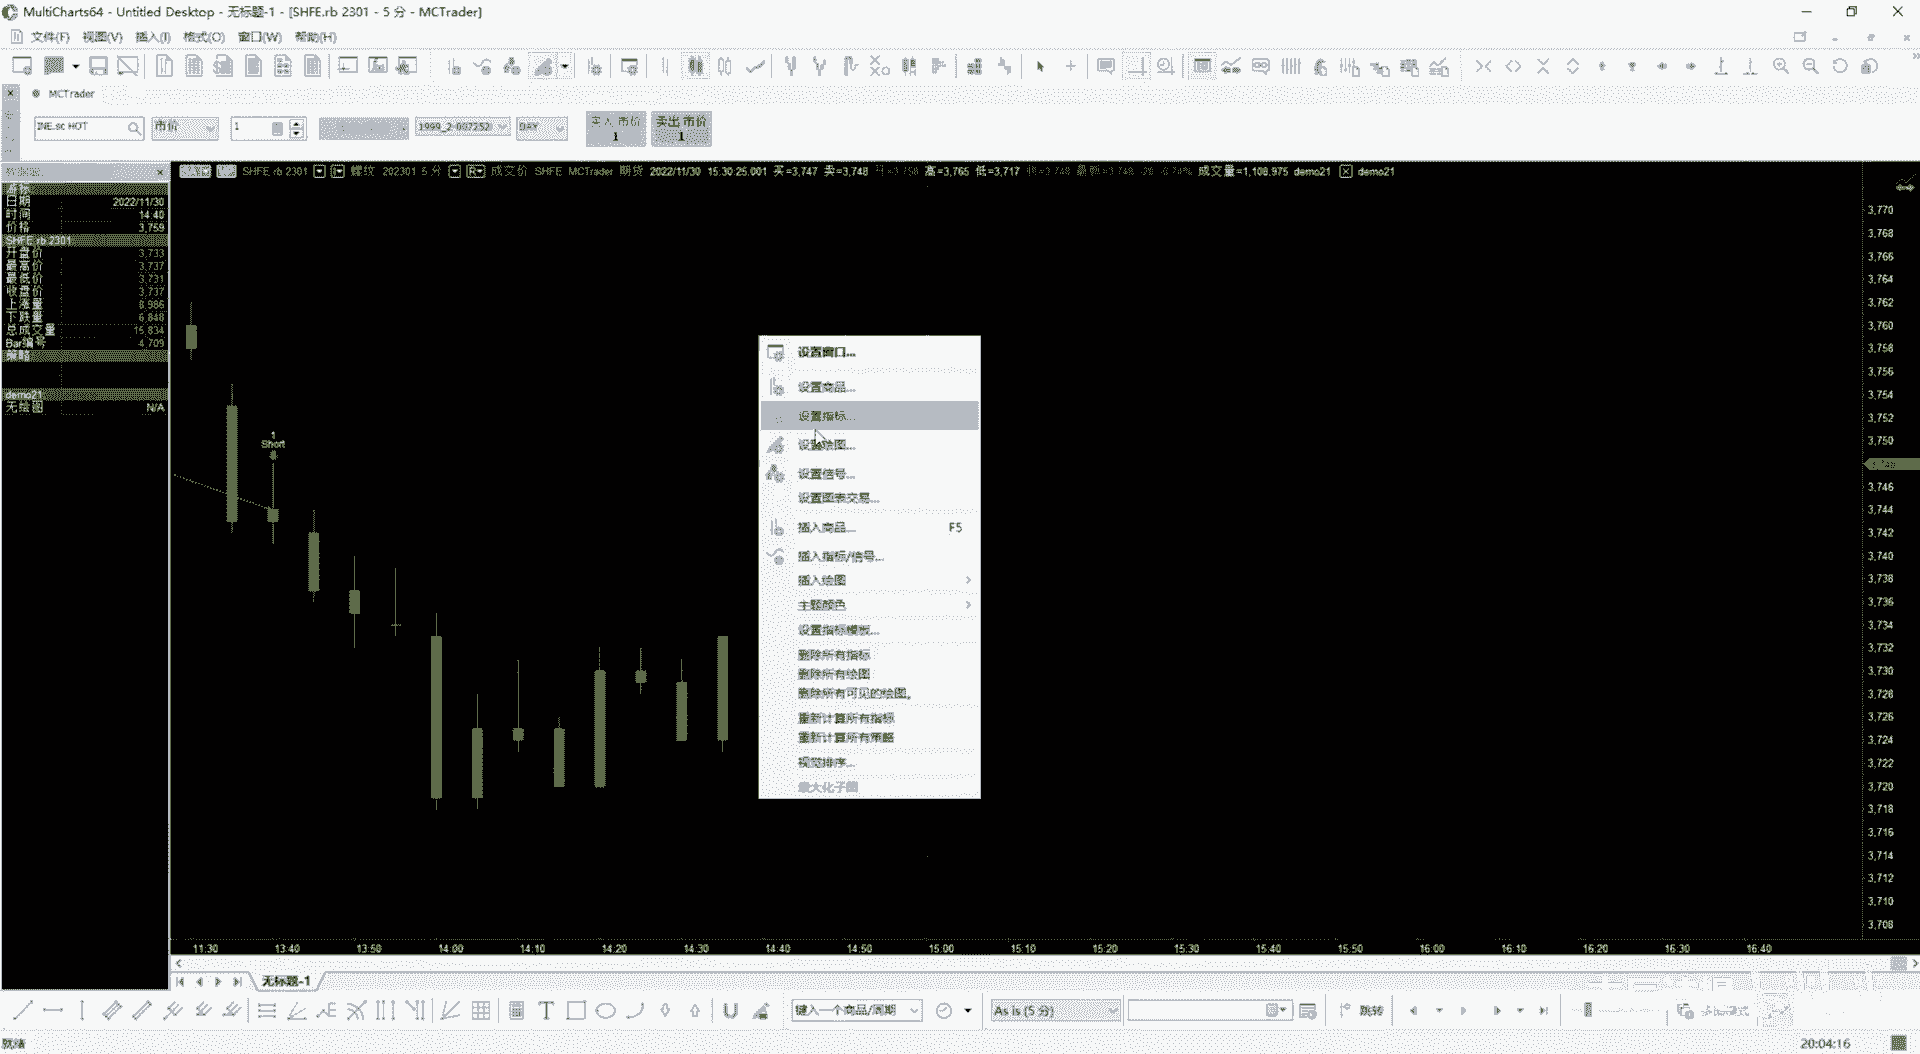 MultiCharts64 - Untitled Desktop - 无标题-1 - [SHFE.rb 2301 - 5 分 - MCTrader]
文件(F) 视图(V) 插入(I) 格式(O) 窗口(W) 帮助(H)
MCTrader
INE.sc HOT 市价 1 1999_2-007252 DAY 买入 市价 1 卖出 市价 1
SHFE rb 2301 螺纹 202301 5 分 成交价 SHFE MCTrader 期货 2022/11/30 15:30:25.001 买=3,747 卖=3,748 高=3,765 低=3,717 成交量=1,108,975 demo21 demo21
日期 2022/11/30
时间 14:40
价格 3,759
SHFE rb 2301
开盘价 3,733
最高价 3,737
最低价 3,731
收盘价 3,737
上涨量 8,986
下跌量 6,848
总成交量 15,834
Bar编号 4,709
策略
demo21
无绘图 N/A
1
Short
设置窗口...
设置商品...
设置指标...
设置绘图...
设置信号...
设置图表交易...
插入商品... F5
插入指标/信号...
插入绘图
主题颜色
设置指标模板...
删除所有指标
删除所有绘图
删除所有可见的绘图。
重新计算所有指标
重新计算所有策略
视觉排序...
最大化子图
3,770
3,768
3,766
3,764
3,762
3,760
3,758
3,756
3,754
3,752
3,750
3,746
3,744
3,742
3,740
3,738
3,736
3,734
3,732
3,730
3,728
3,726
3,724
3,722
3,720
3,718
3,716
3,714
3,712
3,710
3,708
11:30 13:40 13:50 14:00 14:10 14:20 14:30 14:40 14:50 15:00 15:10 15:20 15:30 15:40 15:50 16:00 16:10 16:20 16:30 16:40
无标题-1
键入一个商品/周期 As is (5 分) 跳转
就绪 20:04:16